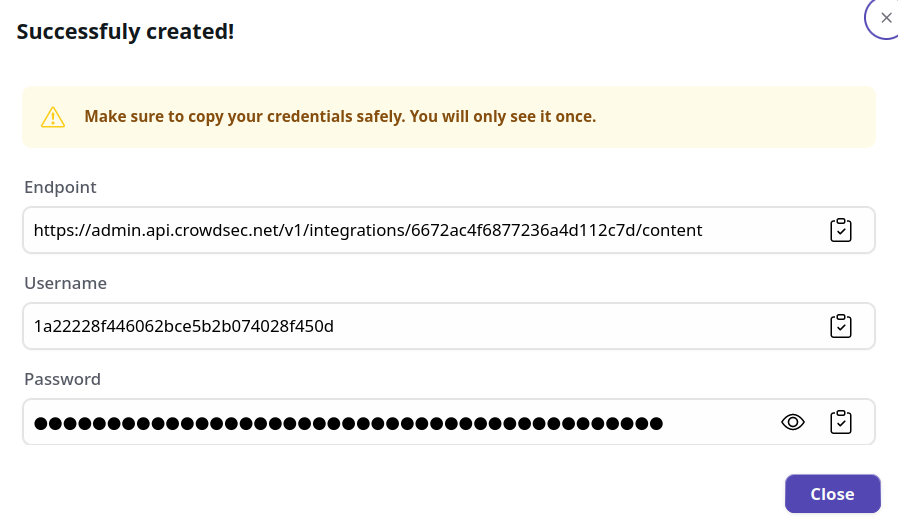 Successfuly created!
Make sure to copy your credentials safely. You will only see it once.
Endpoint
https://admin.api.crowdsec.net/v1/integrations/6672ac4f6877236a4d112c7d/content
Username
1a22228f446062bce5b2b074028f450d
Password
●●●●●●●●●●●●●●●●●●●●●●●●●●●●●●●●●●●●●●●●●●●
Close